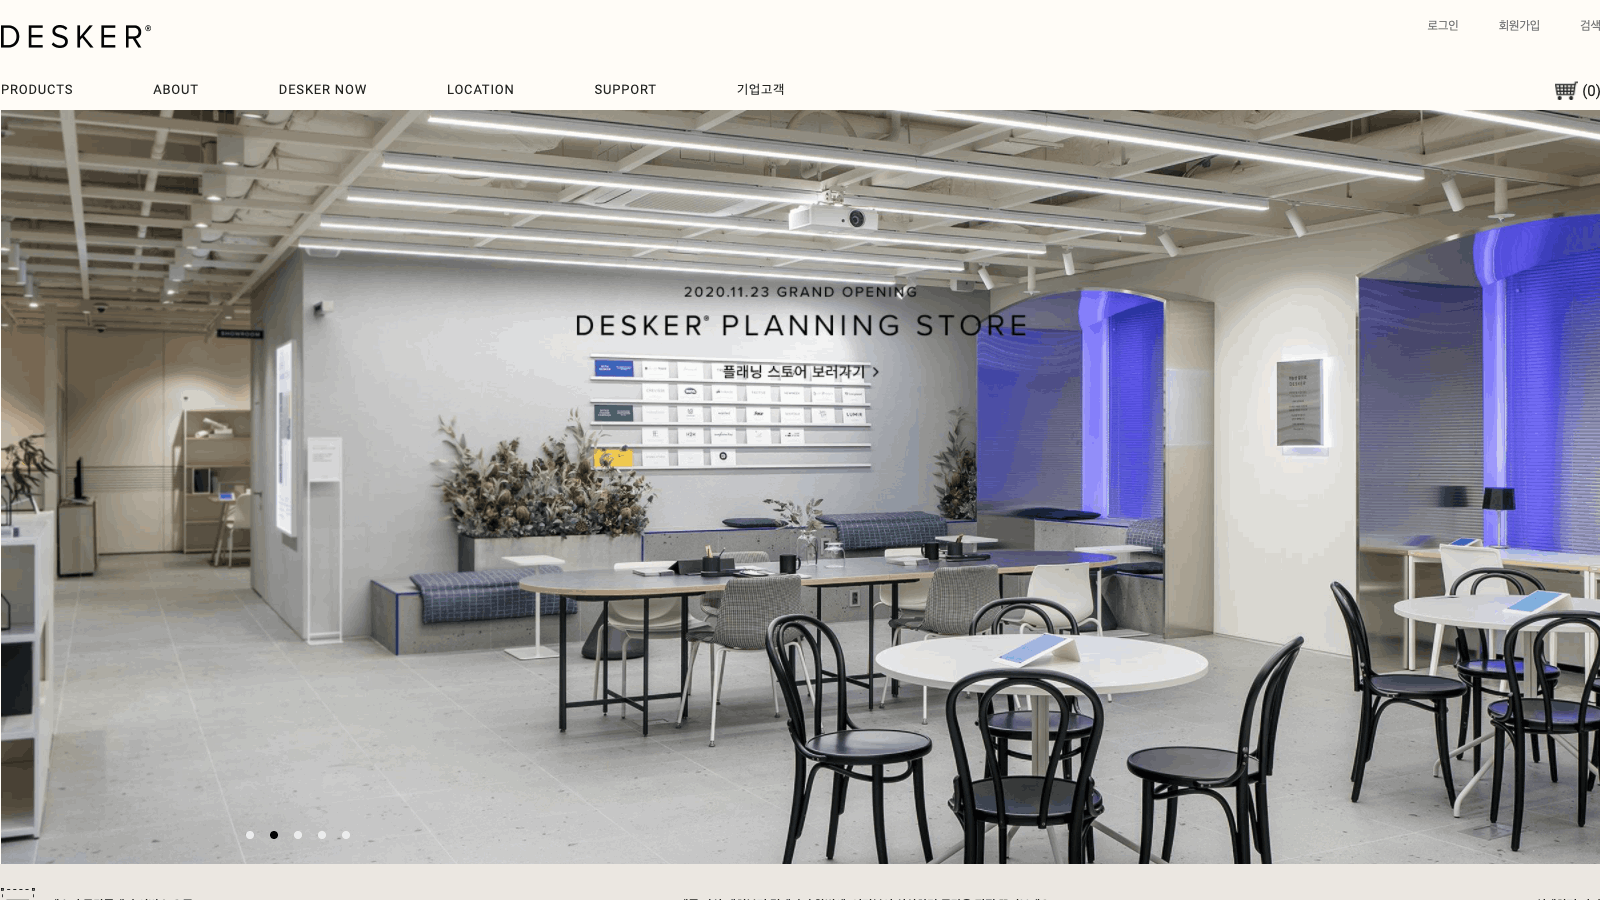 DESKER®
로그인 회원가입 검색
PRODUCTS ABOUT DESKER NOW LOCATION SUPPORT 기업고객
(0)
2020.11.23 GRAND OPENING
DESKER® PLANNING STORE
플래닝 스토어 보러가기 >
SHOWROOM
LUMIR